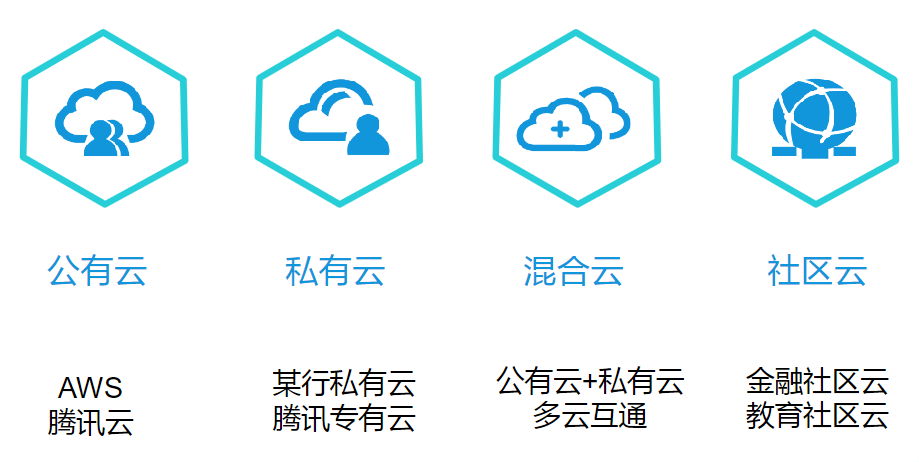 公有云
私有云
混合云
社区云
AWS
腾讯云
某行私有云
腾讯专有云
公有云+私有云
多云互通
金融社区云
教育社区云